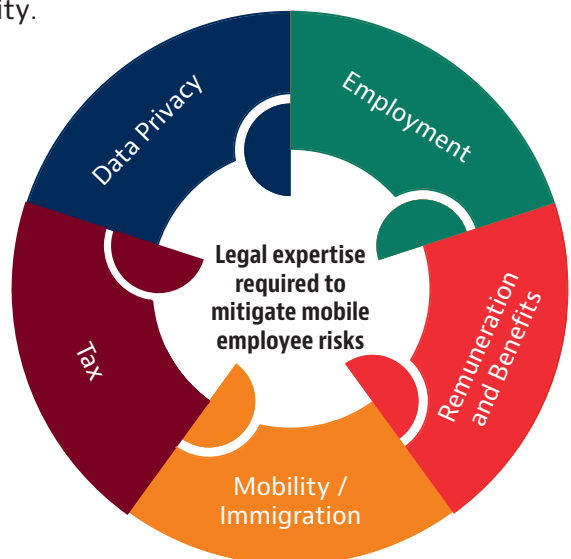 ity.
Data Privacy
Employment
Legal expertise
required to
mitigate mobile
employee risks
Remuneration
and Benefits
Tax
Mobility /
Immigration